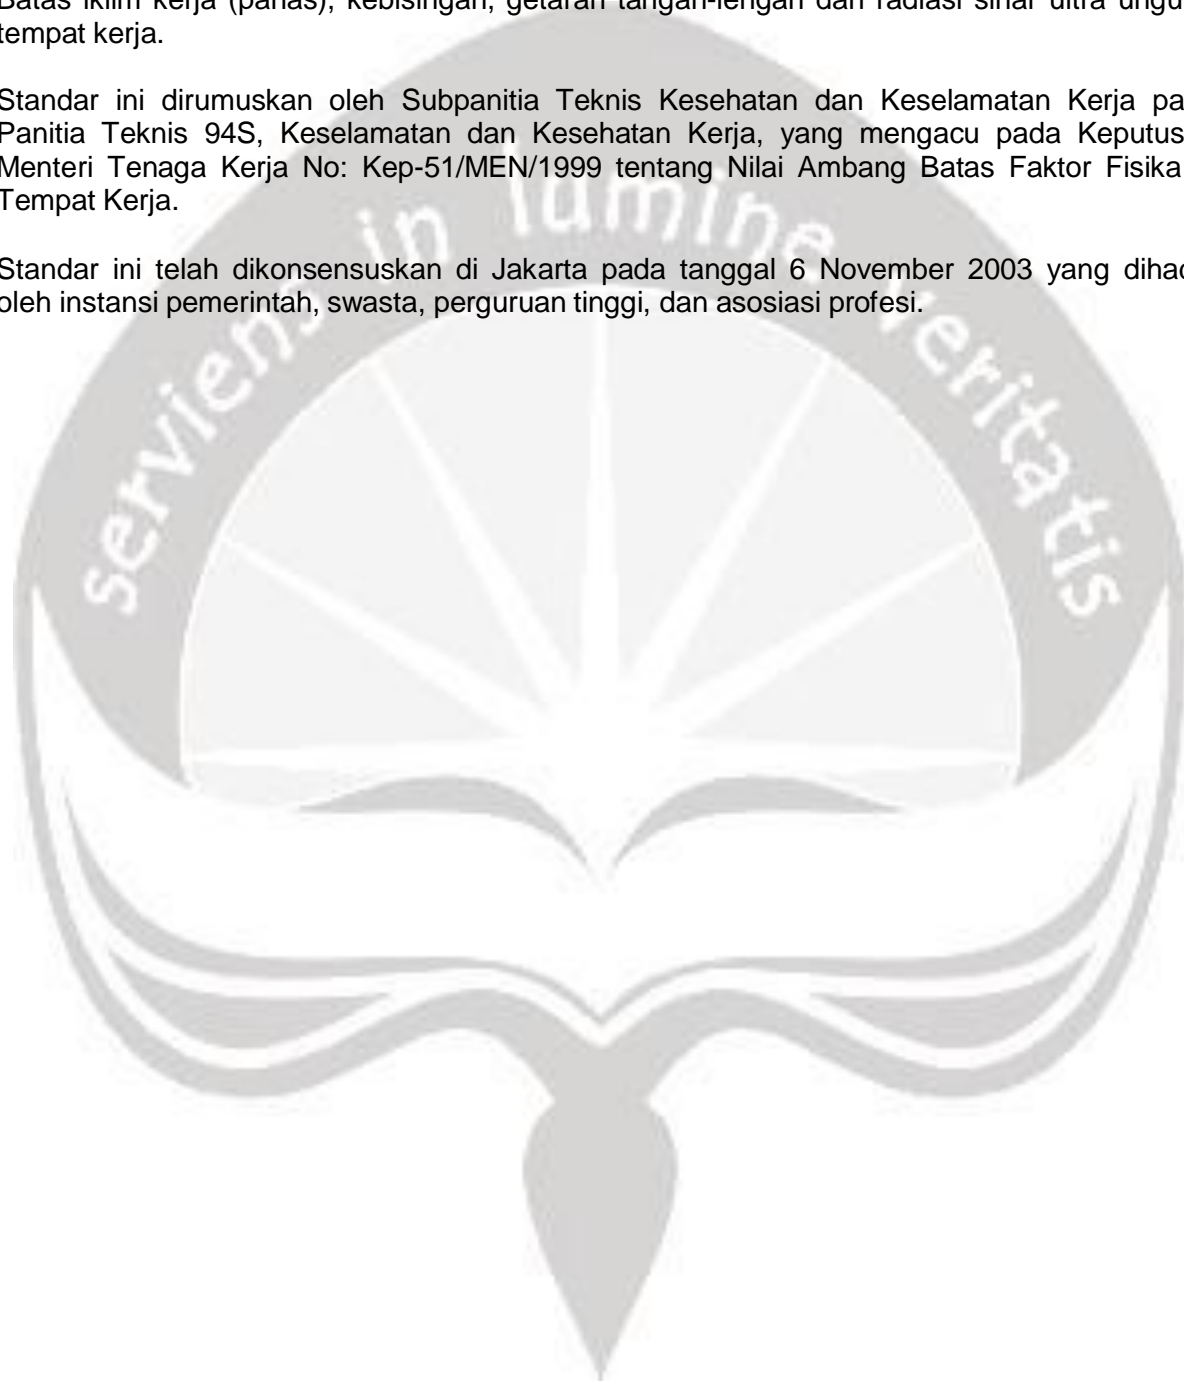 Batas iklim kerja (panas), kebisingan, getaran tangan-lengan dan radiasi sinar ultra ungu
tempat kerja.
Standar ini dirumuskan oleh Subpanitia Teknis Kesehatan dan Keselamatan Kerja pa
Panitia Teknis 94S, Keselamatan dan Kesehatan Kerja, yang mengacu pada Keputus
Menteri Tenaga Kerja No: Kep-51/MEN/1999 tentang Nilai Ambang Batas Faktor Fisika
Tempat Kerja.
Standar ini telah dikonsensuskan di Jakarta pada tanggal 6 November 2003 yang dihad
oleh instansi pemerintah, swasta, perguruan tinggi, dan asosiasi profesi.
serviens in lumine veritatis